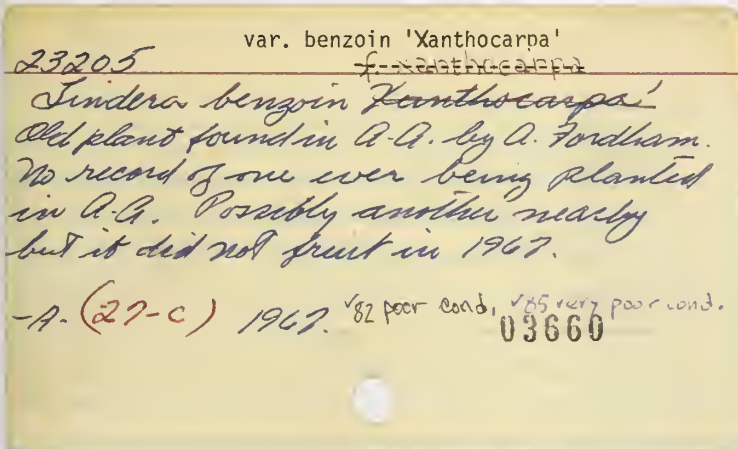 var. benzoin 'Xanthocarpa'
23205 f. xanthocarpa
Lindera benzoin 'Xanthocarpa'
Old plant found in A.A. by A. Fordham.
No record of one ever being planted
in A.A. Possibly another nearby
but it did not fruit in 1967.
-A- (27-C) 1967. √82 poor cond, √85 very poor cond.
03660